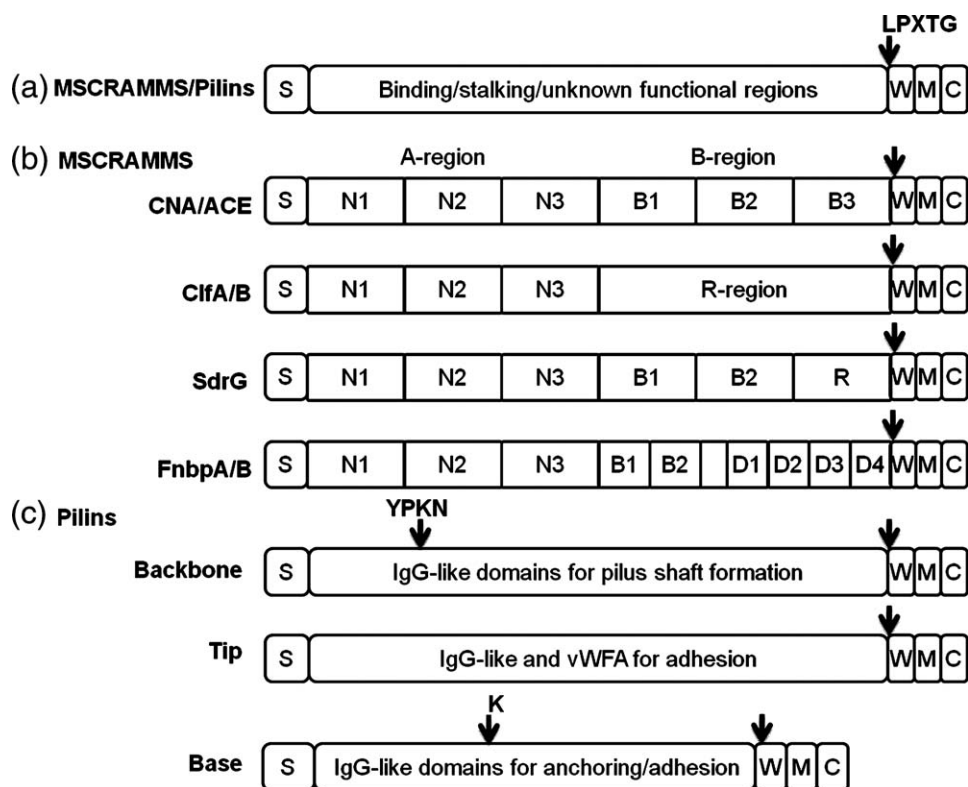 LPXTG
(a) MSCRAMMS/Pilins S Binding/stalking/unknown functional regions W M C
(b) MSCRAMMS A-region B-region
CNA/ACE S N1 N2 N3 B1 B2 B3 W M C
ClfA/B S N1 N2 N3 R-region W M C
SdrG S N1 N2 N3 B1 B2 R W M C
FnbpA/B S N1 N2 N3 B1 B2 D1 D2 D3 D4 W M C
(c) Pilins YPKN
Backbone S IgG-like domains for pilus shaft formation W M C
Tip S IgG-like and vWFA for adhesion W M C
K
Base S IgG-like domains for anchoring/adhesion W M C